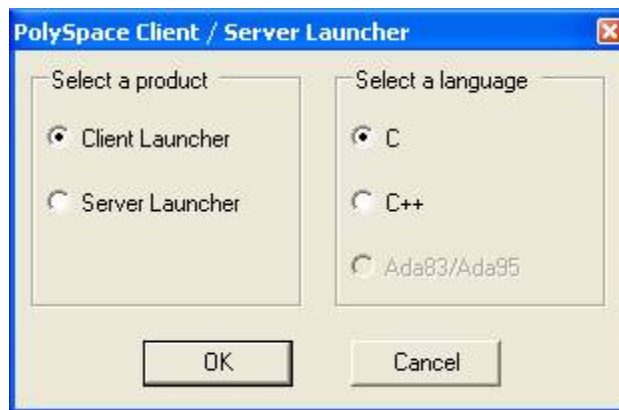 PolySpace Client / Server Launcher
Select a product
Client Launcher
Server Launcher
Select a language
C
C++
Ada83/Ada95
OK
Cancel